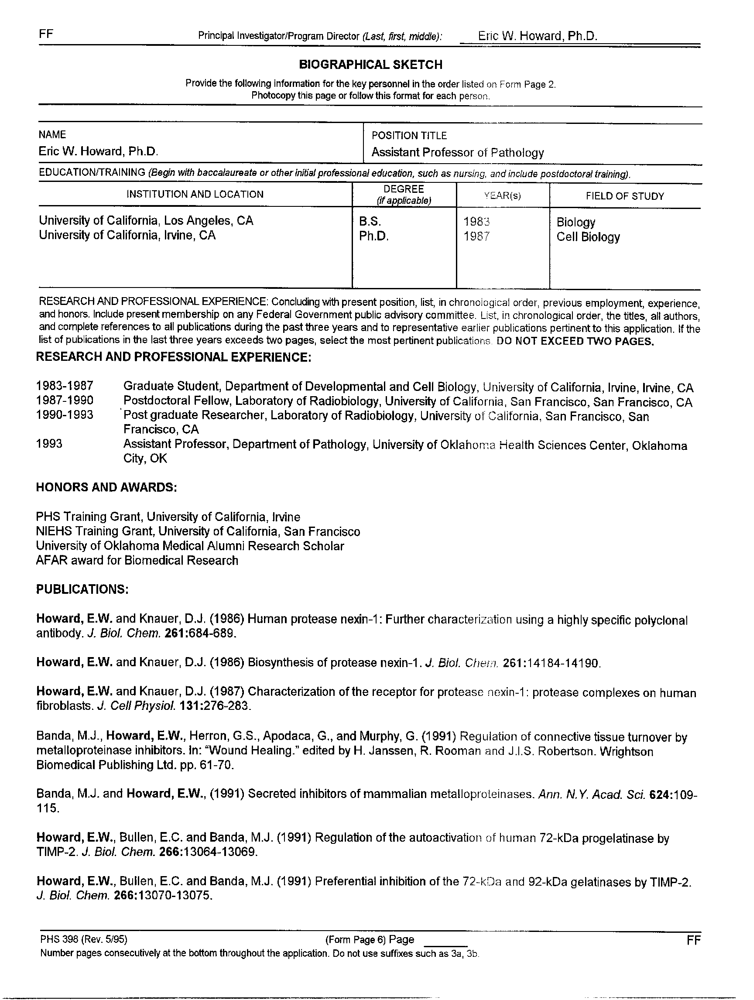 FF Principal Investigator/Program Director (Last, first, middle): Eric W. Howard, Ph.D.
BIOGRAPHICAL SKETCH
Provide the following information for the key personnel in the order listed on Form Page 2.
Photocopy this page or follow this format for each person.
NAME
Eric W. Howard, Ph.D.
POSITION TITLE
Assistant Professor of Pathology
EDUCATION/TRAINING (Begin with baccalaureate or other initial professional education, such as nursing, and include postdoctoral training).
INSTITUTION AND LOCATION DEGREE (if applicable) YEAR(s) FIELD OF STUDY
University of California, Los Angeles, CA B.S. 1983 Biology
University of California, Irvine, CA Ph.D. 1987 Cell Biology
RESEARCH AND PROFESSIONAL EXPERIENCE: Concluding with present position, list, in chronological order, previous employment, experience,
and honors. Include present membership on any Federal Government public advisory committee. List, in chronological order, the titles, all authors,
and complete references to all publications during the past three years and to representative earlier publications pertinent to this application. If the
list of publications in the last three years exceeds two pages, select the most pertinent publications. DO NOT EXCEED TWO PAGES.
RESEARCH AND PROFESSIONAL EXPERIENCE:
1983-1987 Graduate Student, Department of Developmental and Cell Biology, University of California, Irvine, Irvine, CA
1987-1990 Postdoctoral Fellow, Laboratory of Radiobiology, University of California, San Francisco, San Francisco, CA
1990-1993 Post graduate Researcher, Laboratory of Radiobiology, University of California, San Francisco, San
Francisco, CA
1993 Assistant Professor, Department of Pathology, University of Oklahoma Health Sciences Center, Oklahoma
City, OK
HONORS AND AWARDS:
PHS Training Grant, University of California, Irvine
NIEHS Training Grant, University of California, San Francisco
University of Oklahoma Medical Alumni Research Scholar
AFAR award for Biomedical Research
PUBLICATIONS:
Howard, E.W. and Knauer, D.J. (1986) Human protease nexin-1: Further characterization using a highly specific polyclonal
antibody. J. Biol. Chem. 261:684-689.
Howard, E.W. and Knauer, D.J. (1986) Biosynthesis of protease nexin-1. J. Biol. Chem. 261:14184-14190.
Howard, E.W. and Knauer, D.J. (1987) Characterization of the receptor for protease nexin-1: protease complexes on human
fibroblasts. J. Cell Physiol. 131:276-283.
Banda, M.J., Howard, E.W., Herron, G.S., Apodaca, G., and Murphy, G. (1991) Regulation of connective tissue turnover by
metalloproteinase inhibitors. In: "Wound Healing." edited by H. Janssen, R. Rooman and J.I.S. Robertson. Wrightson
Biomedical Publishing Ltd. pp. 61-70.
Banda, M.J. and Howard, E.W., (1991) Secreted inhibitors of mammalian metalloproteinases. Ann. N.Y. Acad. Sci. 624:109-
115.
Howard, E.W., Bullen, E.C. and Banda, M.J. (1991) Regulation of the autoactivation of human 72-kDa progelatinase by
TIMP-2. J. Biol. Chem. 266:13064-13069.
Howard, E.W., Bullen, E.C. and Banda, M.J. (1991) Preferential inhibition of the 72-kDa and 92-kDa gelatinases by TIMP-2.
J. Biol. Chem. 266:13070-13075.
PHS 398 (Rev. 5/95) (Form Page 6) Page FF
Number pages consecutively at the bottom throughout the application. Do not use suffixes such as 3a, 3b.